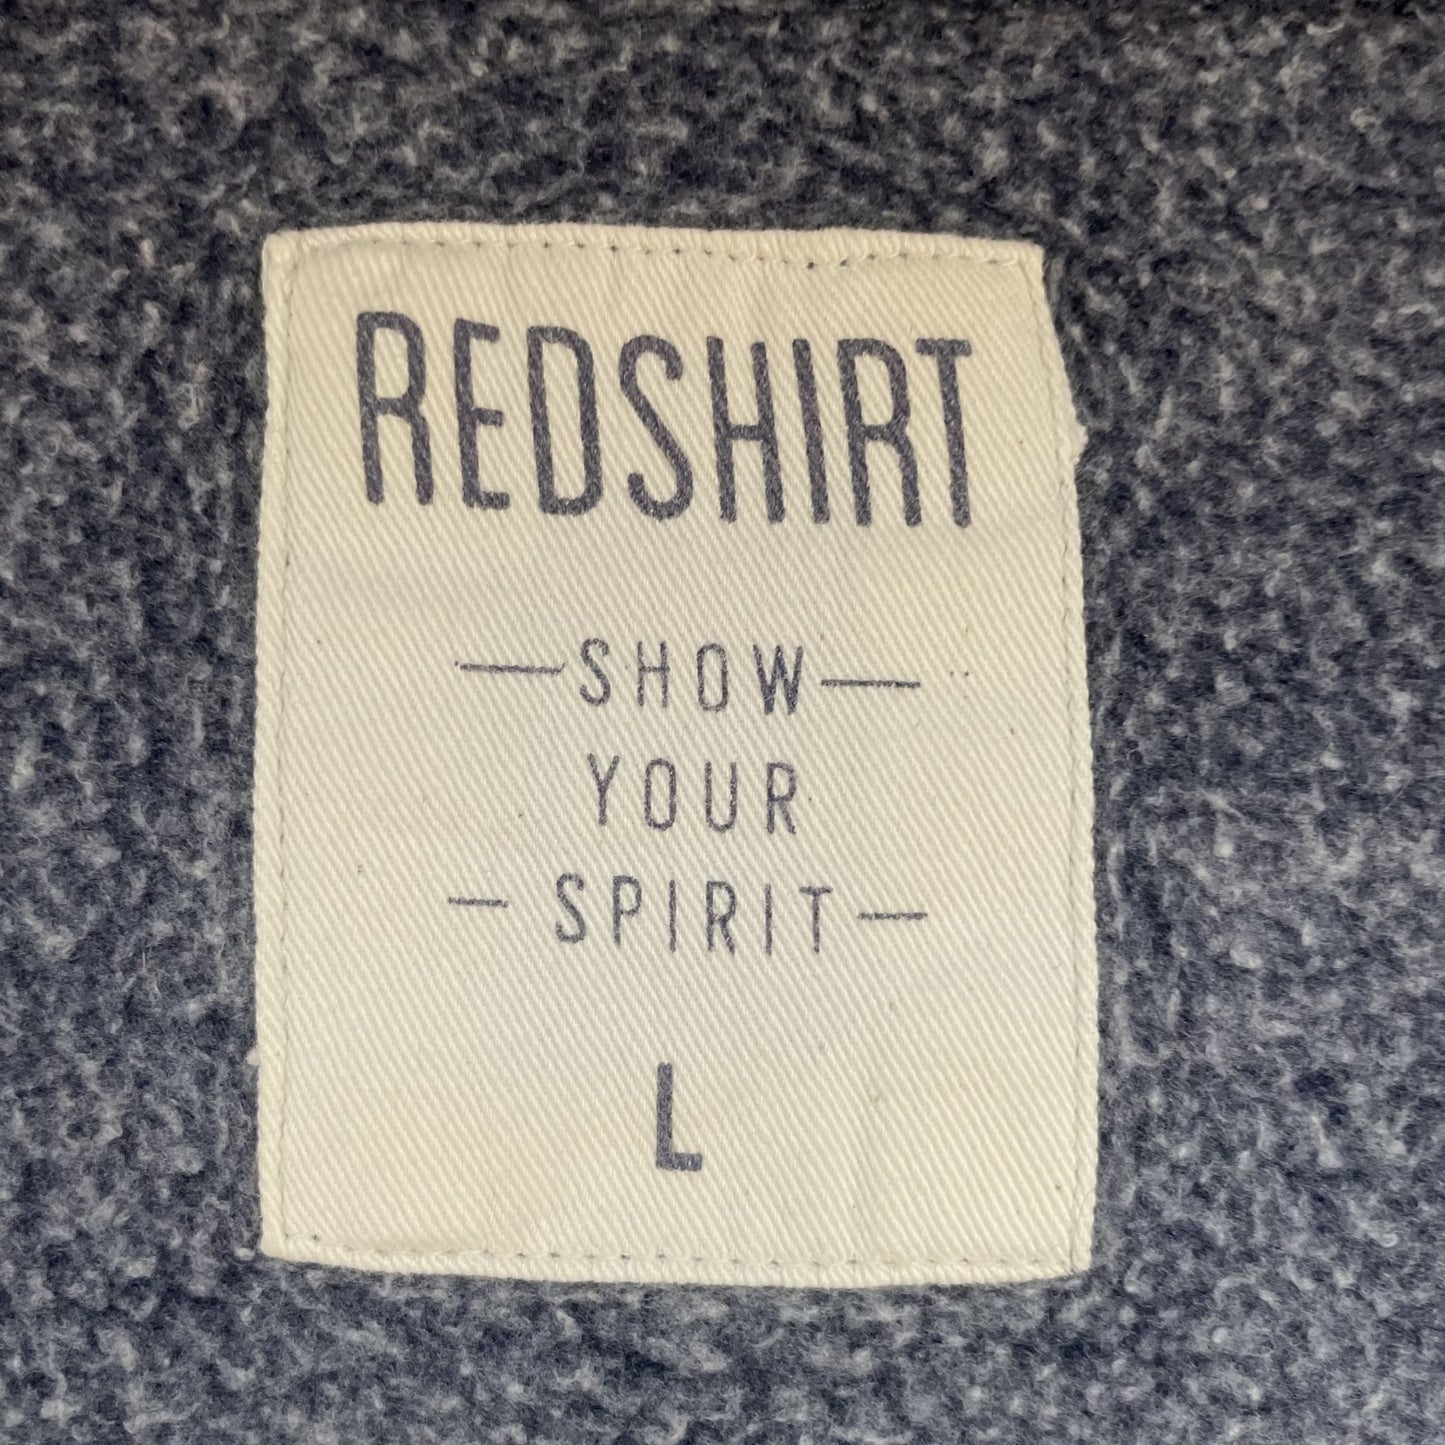 REDSHIRT
—SHOW—
YOUR
— SPIRIT—
L